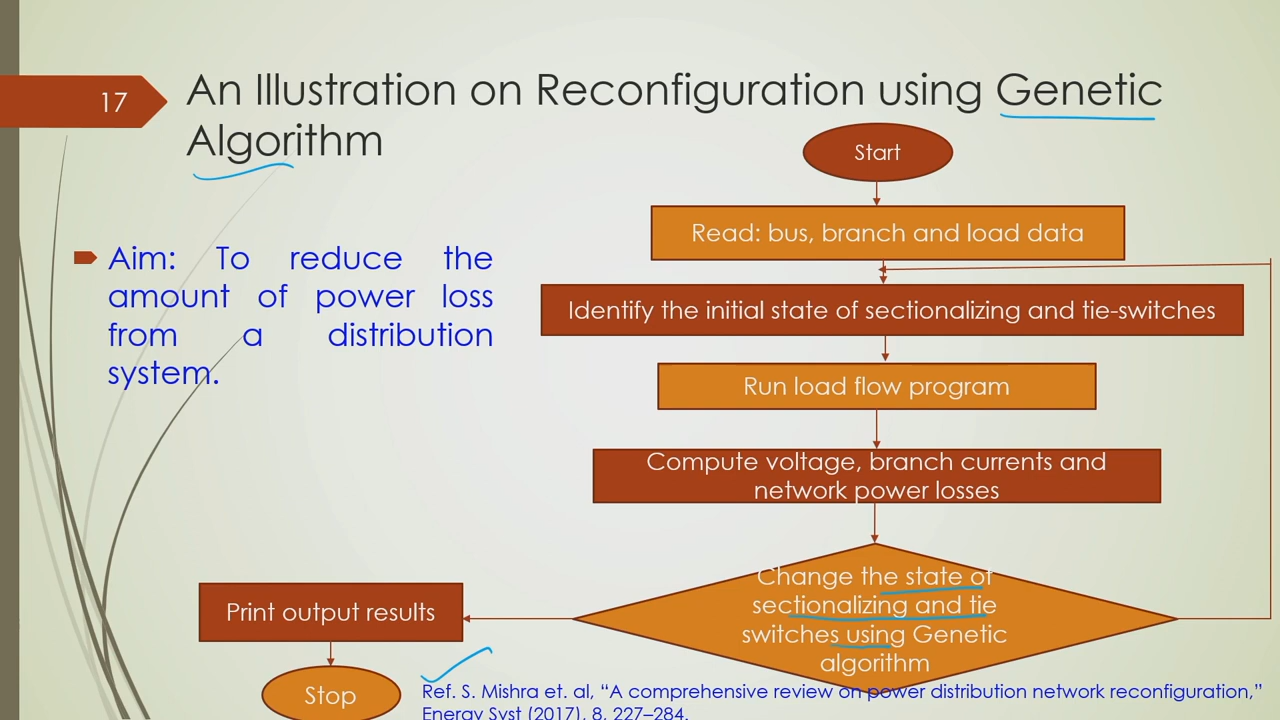 17
An Illustration on Reconfiguration using Genetic
Algorithm
Aim: To reduce the
amount of power loss
from a distribution
system.
Start
Read: bus, branch and load data
Identify the initial state of sectionalizing and tie-switches
Run load flow program
Compute voltage, branch currents and
network power losses
Change the state of
sectionalizing and tie
switches using Genetic
algorithm
Print output results
Stop
Ref. S. Mishra et. al, “A comprehensive review on power distribution network reconfiguration,”
Energy Syst (2017), 8, 227–284.